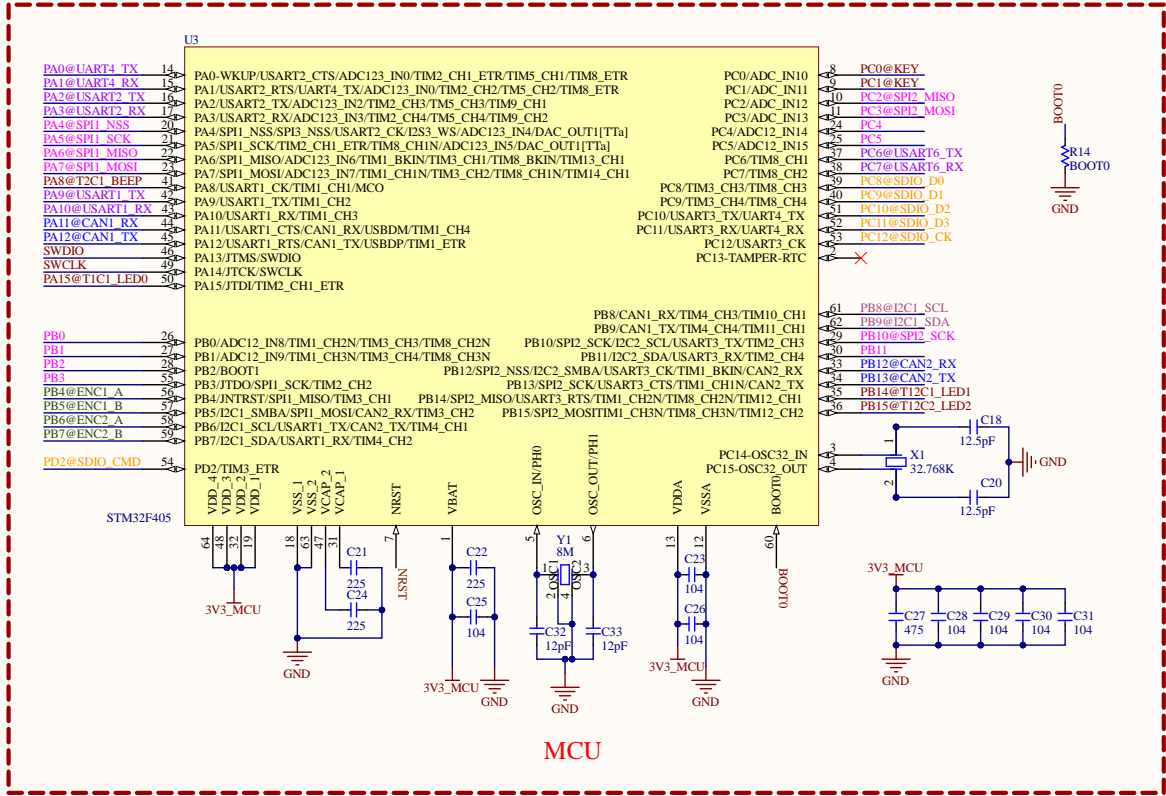 U3
PA0@UART4_TX 14 PA0-WKUP/USART2_CTS/ADC123_IN0/TIM2_CH1_ETR/TIM5_CH1/TIM8_ETR
PA1@UART4_RX 15 PA1/USART2_RTS/UART4_TX/ADC123_IN0/TIM2_CH2/TM5_CH2/TIM8_ETR
PA2@USART2_TX 16 PA2/USART2_TX/ADC123_IN2/TIM2_CH3/TM5_CH3/TIM9_CH1
PA3@USART2_RX 17 PA3/USART2_RX/ADC123_IN3/TIM2_CH4/TM5_CH4/TIM9_CH2
PA4@SPI1_NSS 20 PA4/SPI1_NSS/SPI3_NSS/USART2_CK/I2S3_WS/ADC123_IN4/DAC_OUT1[TTa]
PA5@SPI1_SCK 21 PA5/SPI1_SCK/TIM2_CH1_ETR/TIM8_CH1N/ADC123_IN5/DAC_OUT1[TTa]
PA6@SPI1_MISO 22 PA6/SPI1_MISO/ADC123_IN6/TIM1_BKIN/TIM3_CH1/TIM8_BKIN/TIM13_CH1
PA7@SPI1_MOSI 23 PA7/SPI1_MOSI/ADC123_IN7/TIM1_CH1N/TIM3_CH2/TIM8_CH1N/TIM14_CH1
PA8@T2C1_BEEP 41 PA8/USART1_CK/TIM1_CH1/MCO
PA9@USART1_TX 42 PA9/USART1_TX/TIM1_CH2
PA10@USART1_RX 43 PA10/USART1_RX/TIM1_CH3
PA11@CAN1_RX 44 PA11/USART1_CTS/CAN1_RX/USBDM/TIM1_CH4
PA12@CAN1_TX 45 PA12/USART1_RTS/CAN1_TX/USBDP/TIM1_ETR
SWDIO 46 PA13/JTMS/SWDIO
SWCLK 49 PA14/JTCK/SWCLK
PA15@T1C1_LED0 50 PA15/JTDI/TIM2_CH1_ETR
PB0 26 PB0/ADC12_IN8/TIM1_CH2N/TIM3_CH3/TIM8_CH2N
PB1 27 PB1/ADC12_IN9/TIM1_CH3N/TIM3_CH4/TIM8_CH3N
PB2 28 PB2/BOOT1
PB3 55 PB3/JTDO/SPI1_SCK/TIM2_CH2
PB4@ENC1_A 56 PB4/JNTRST/SPI1_MISO/TIM3_CH1
PB5@ENC1_B 57 PB5/I2C1_SMBA/SPI1_MOSI/CAN2_RX/TIM3_CH2
PB6@ENC2_A 58 PB6/I2C1_SCL/USART1_TX/CAN2_TX/TIM4_CH1
PB7@ENC2_B 59 PB7/I2C1_SDA/USART1_RX/TIM4_CH2
PD2@SDIO_CMD 54 PD2/TIM3_ETR
PC0/ADC_IN10 8 PC0@KEY
PC1/ADC_IN11 9 PC1@KEY
PC2/ADC_IN12 10 PC2@SPI2_MISO
PC3/ADC_IN13 11 PC3@SPI2_MOSI
PC4/ADC12_IN14 24 PC4
PC5/ADC12_IN15 25 PC5
PC6/TIM8_CH1 37 PC6@USART6_TX
PC7/TIM8_CH2 38 PC7@USART6_RX
PC8/TIM3_CH3/TIM8_CH3 39 PC8@SDIO_D0
PC9/TIM3_CH4/TIM8_CH4 40 PC9@SDIO_D1
PC10/USART3_TX/UART4_TX 51 PC10@SDIO_D2
PC11/USART3_RX/UART4_RX 52 PC11@SDIO_D3
PC12/USART3_CK 53 PC12@SDIO_CK
PC13-TAMPER-RTC 2
PB8/CAN1_RX/TIM4_CH3/TIM10_CH1 61 PB8@I2C1_SCL
PB9/CAN1_TX/TIM4_CH4/TIM11_CH1 62 PB9@I2C1_SDA
PB10/SPI2_SCK/I2C2_SCL/USART3_TX/TIM2_CH3 29 PB10@SPI2_SCK
PB11/I2C2_SDA/USART3_RX/TIM2_CH4 30 PB11
PB12/SPI2_NSS/I2C2_SMBA/USART3_CK/TIM1_BKIN/CAN2_RX 33 PB12@CAN2_RX
PB13/SPI2_SCK/USART3_CTS/TIM1_CH1N/CAN2_TX 34 PB13@CAN2_TX
PB14/SPI2_MISO/USART3_RTS/TIM1_CH2N/TIM8_CH2N/TIM12_CH1 35 PB14@T12C1_LED1
PB15/SPI2_MOSITIM1_CH3N/TIM8_CH3N/TIM12_CH2 36 PB15@T12C2_LED2
PC14-OSC32_IN 3
PC15-OSC32_OUT 4
VDD_4 VDD_3 VDD_2 VDD_1 VSS_1 VSS_2 VCAP_2 VCAP_1 NRST VBAT OSC_IN/PH0 OSC_OUT/PH1 VDDA VSSA BOOT0
STM32F405
64 48 32 19 18 63 47 31 7 1 5 6 13 12 60
BOOT0
R14
BOOT0
GND
C18
12.5pF
1
X1
32.768K
2
GND
C20
12.5pF
3V3_MCU
C21
225
C24
225
GND
NRST
C22
225
C25
104
3V3_MCU
GND
Y1
8M
1 OSC1 OSC2 3
2 4
C32
12pF
C33
12pF
GND
C23
104
C26
104
3V3_MCU
GND
BOOT0
3V3_MCU
C27 C28 C29 C30 C31
475 104 104 104 104
GND
MCU